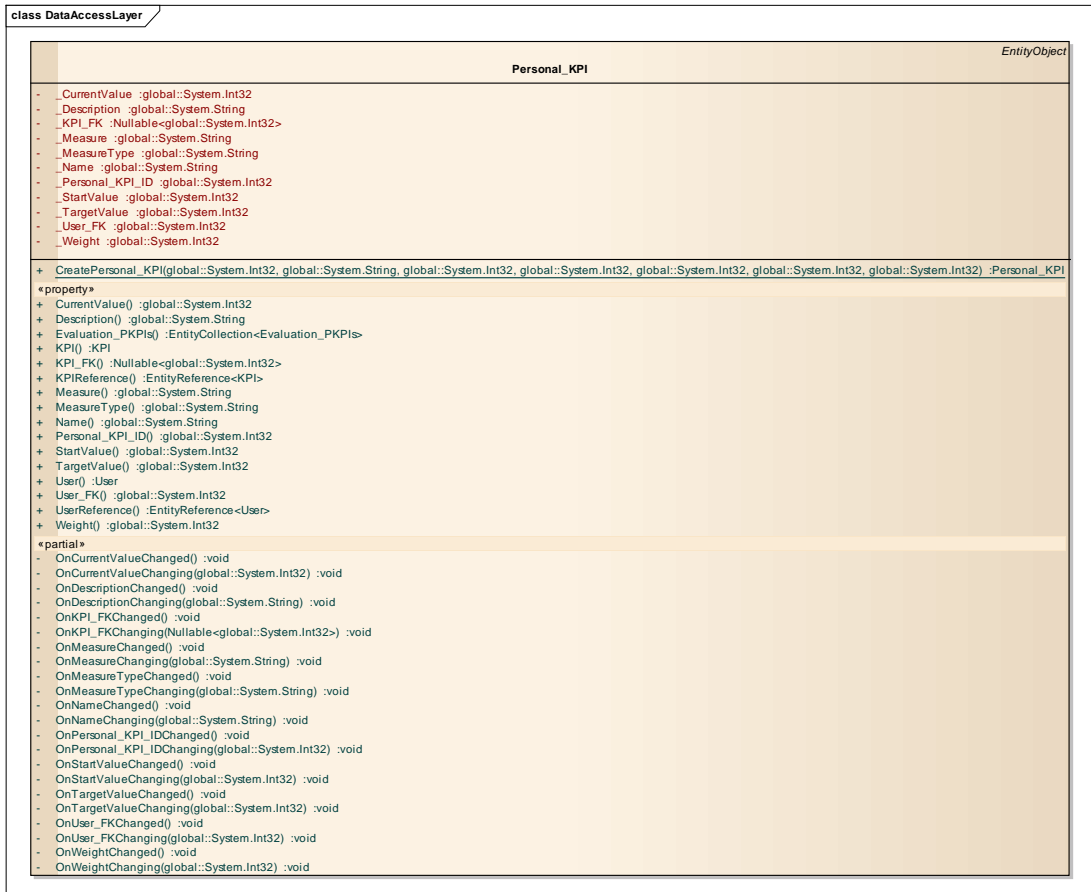 class DataAccessLayer
EntityObject
Personal_KPI
- _CurrentValue :global::System.Int32
- _Description :global::System.String
- _KPI_FK :Nullable<global::System.Int32>
- _Measure :global::System.String
- _MeasureType :global::System.String
- _Name :global::System.String
- _Personal_KPI_ID :global::System.Int32
- _StartValue :global::System.Int32
- _TargetValue :global::System.Int32
- _User_FK :global::System.Int32
- _Weight :global::System.Int32
+ CreatePersonal_KPI(global::System.Int32, global::System.String, global::System.Int32, global::System.Int32, global::System.Int32, global::System.Int32, global::System.Int32) :Personal_KPI
«property»
+ CurrentValue() :global::System.Int32
+ Description() :global::System.String
+ Evaluation_PKPIs() :EntityCollection<Evaluation_PKPIs>
+ KPI() :KPI
+ KPI_FK() :Nullable<global::System.Int32>
+ KPIReference() :EntityReference<KPI>
+ Measure() :global::System.String
+ MeasureType() :global::System.String
+ Name() :global::System.String
+ Personal_KPI_ID() :global::System.Int32
+ StartValue() :global::System.Int32
+ TargetValue() :global::System.Int32
+ User() :User
+ User_FK() :global::System.Int32
+ UserReference() :EntityReference<User>
+ Weight() :global::System.Int32
«partial»
- OnCurrentValueChanged() :void
- OnCurrentValueChanging(global::System.Int32) :void
- OnDescriptionChanged() :void
- OnDescriptionChanging(global::System.String) :void
- OnKPI_FKChanged() :void
- OnKPI_FKChanging(Nullable<global::System.Int32>) :void
- OnMeasureChanged() :void
- OnMeasureChanging(global::System.String) :void
- OnMeasureTypeChanged() :void
- OnMeasureTypeChanging(global::System.String) :void
- OnNameChanged() :void
- OnNameChanging(global::System.String) :void
- OnPersonal_KPI_IDChanged() :void
- OnPersonal_KPI_IDChanging(global::System.Int32) :void
- OnStartValueChanged() :void
- OnStartValueChanging(global::System.Int32) :void
- OnTargetValueChanged() :void
- OnTargetValueChanging(global::System.Int32) :void
- OnUser_FKChanged() :void
- OnUser_FKChanging(global::System.Int32) :void
- OnWeightChanged() :void
- OnWeightChanging(global::System.Int32) :void